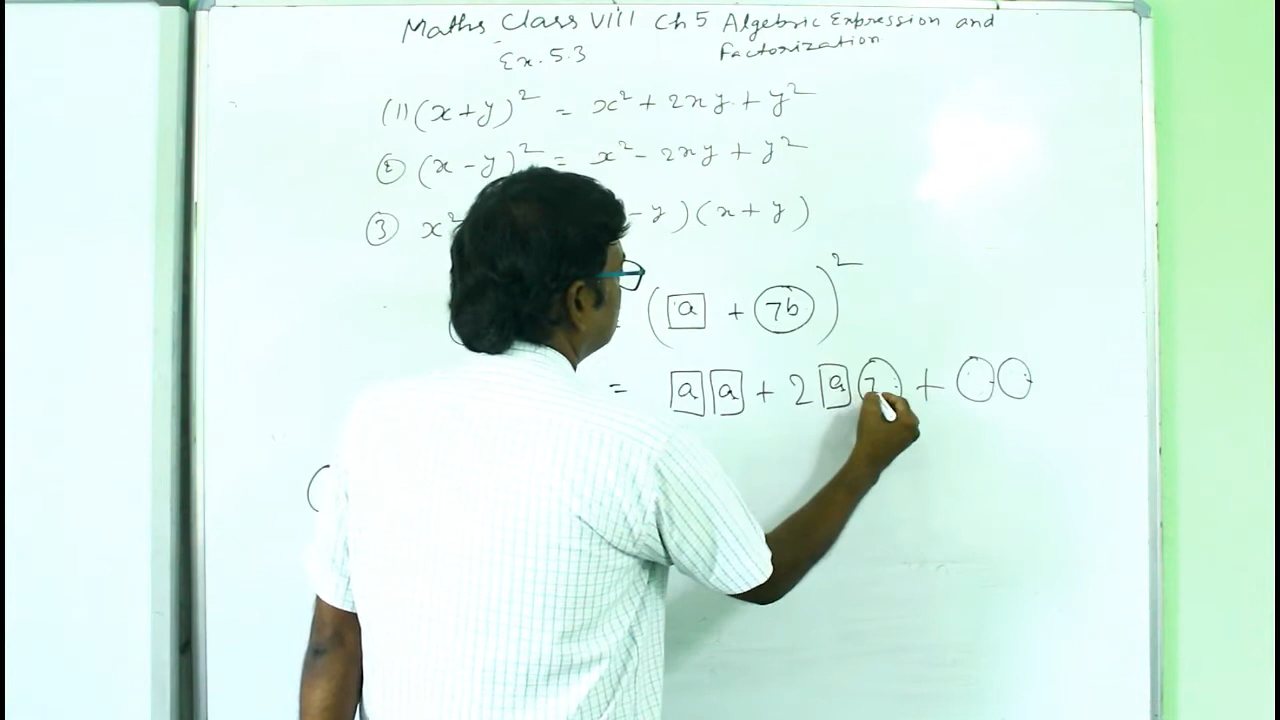 Maths Class VIII Ch 5 Algebric Expression and
Factorization
Ex. 5.3
(1) (x+y)² = x² + 2xy + y²
② (x-y)² = x² - 2xy + y²
③ x² - y)(x+y)
= (a + 7b)²
= a a + 2 a 7 +
(